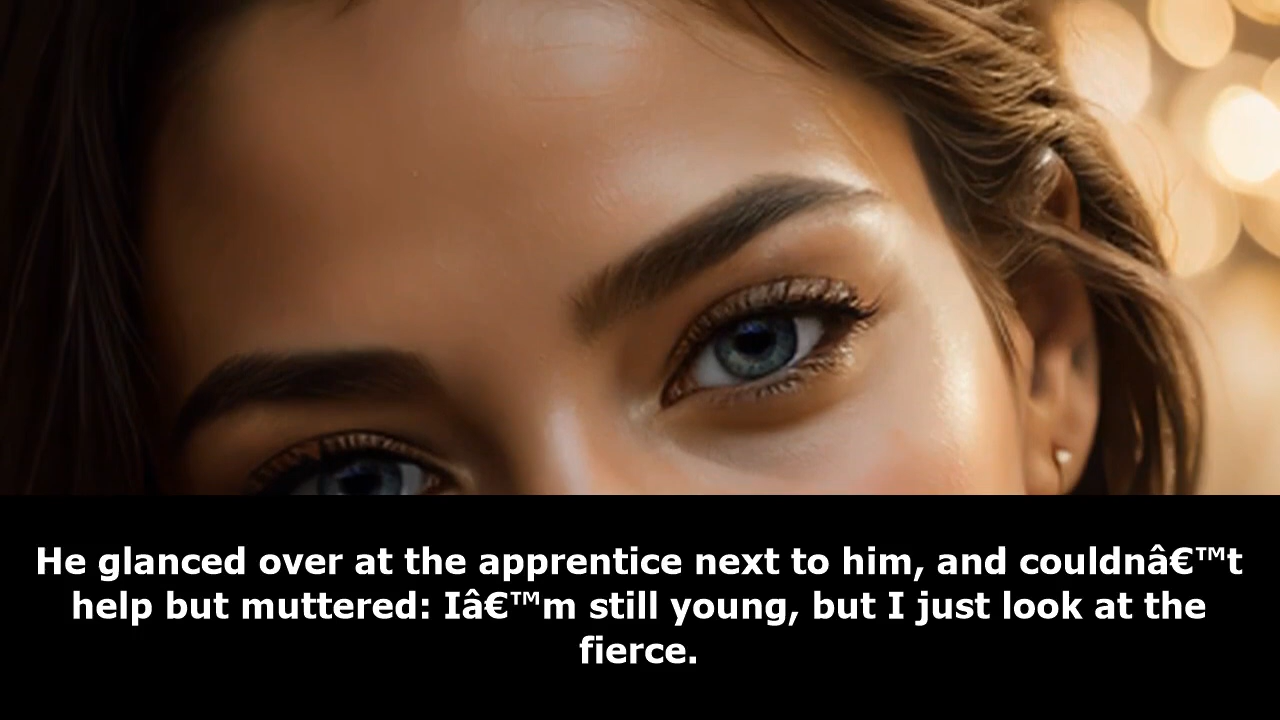 He glanced over at the apprentice next to him, and couldnâ€™t
help but muttered: Iâ€™m still young, but I just look at the
fierce.